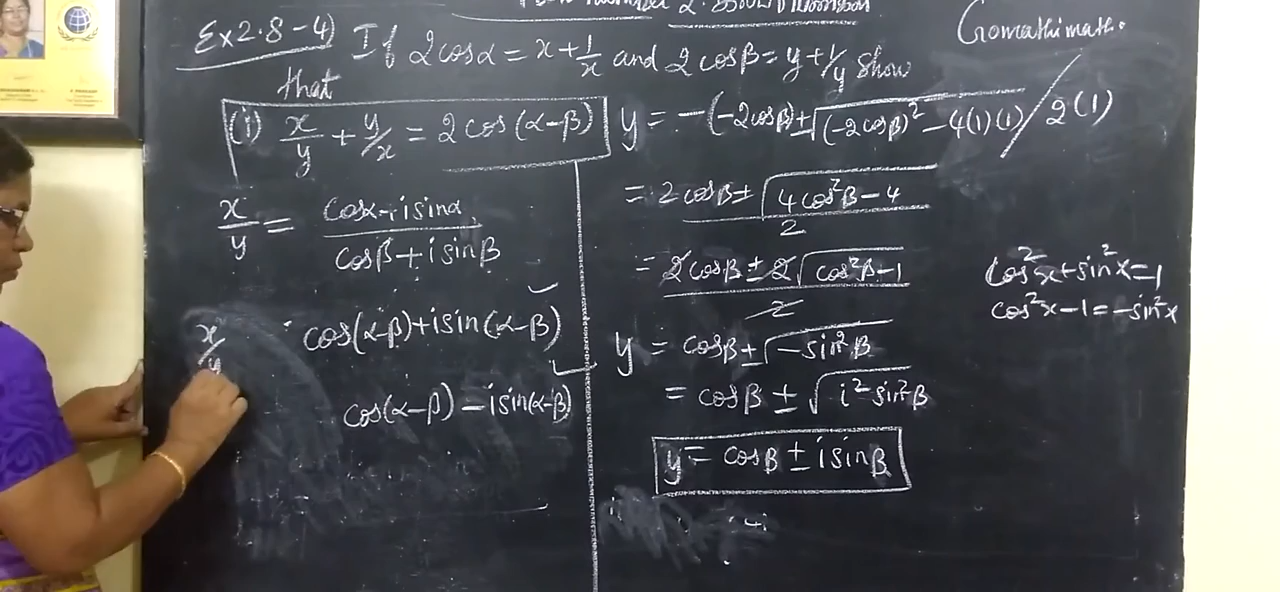 Ex 2.8 - 4) If 2cosα = x + 1/x and 2cosβ = y + 1/y show
that
Gomathimath.
(i) x/y + y/x = 2cos(α-β)
x/y = cosα + isinα / cosβ + isinβ
cos(α-β) + isin(α-β)
x/y
cos(α-β) - isin(α-β)
y = -(-2cosβ) ± √(-2cosβ)² - 4(1)(1) / 2(1)
= 2cosβ ± √4cos²β - 4 / 2
= 2cosβ ± 2√cos²β - 1 / 2
y = cosβ ± √-sin²β
= cosβ ± √i²sin²β
y = cosβ ± isinβ
cos²x + sin²x = 1
cos²x - 1 = -sin²x